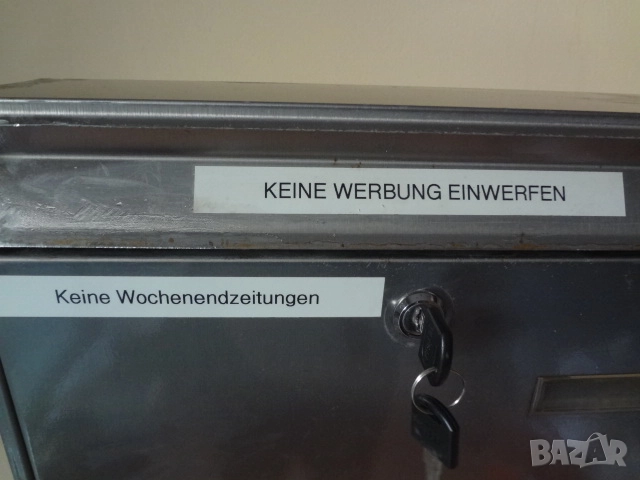 KEINE WERBUNG EINWERFEN
Keine Wochenendzeitungen
BAZAR